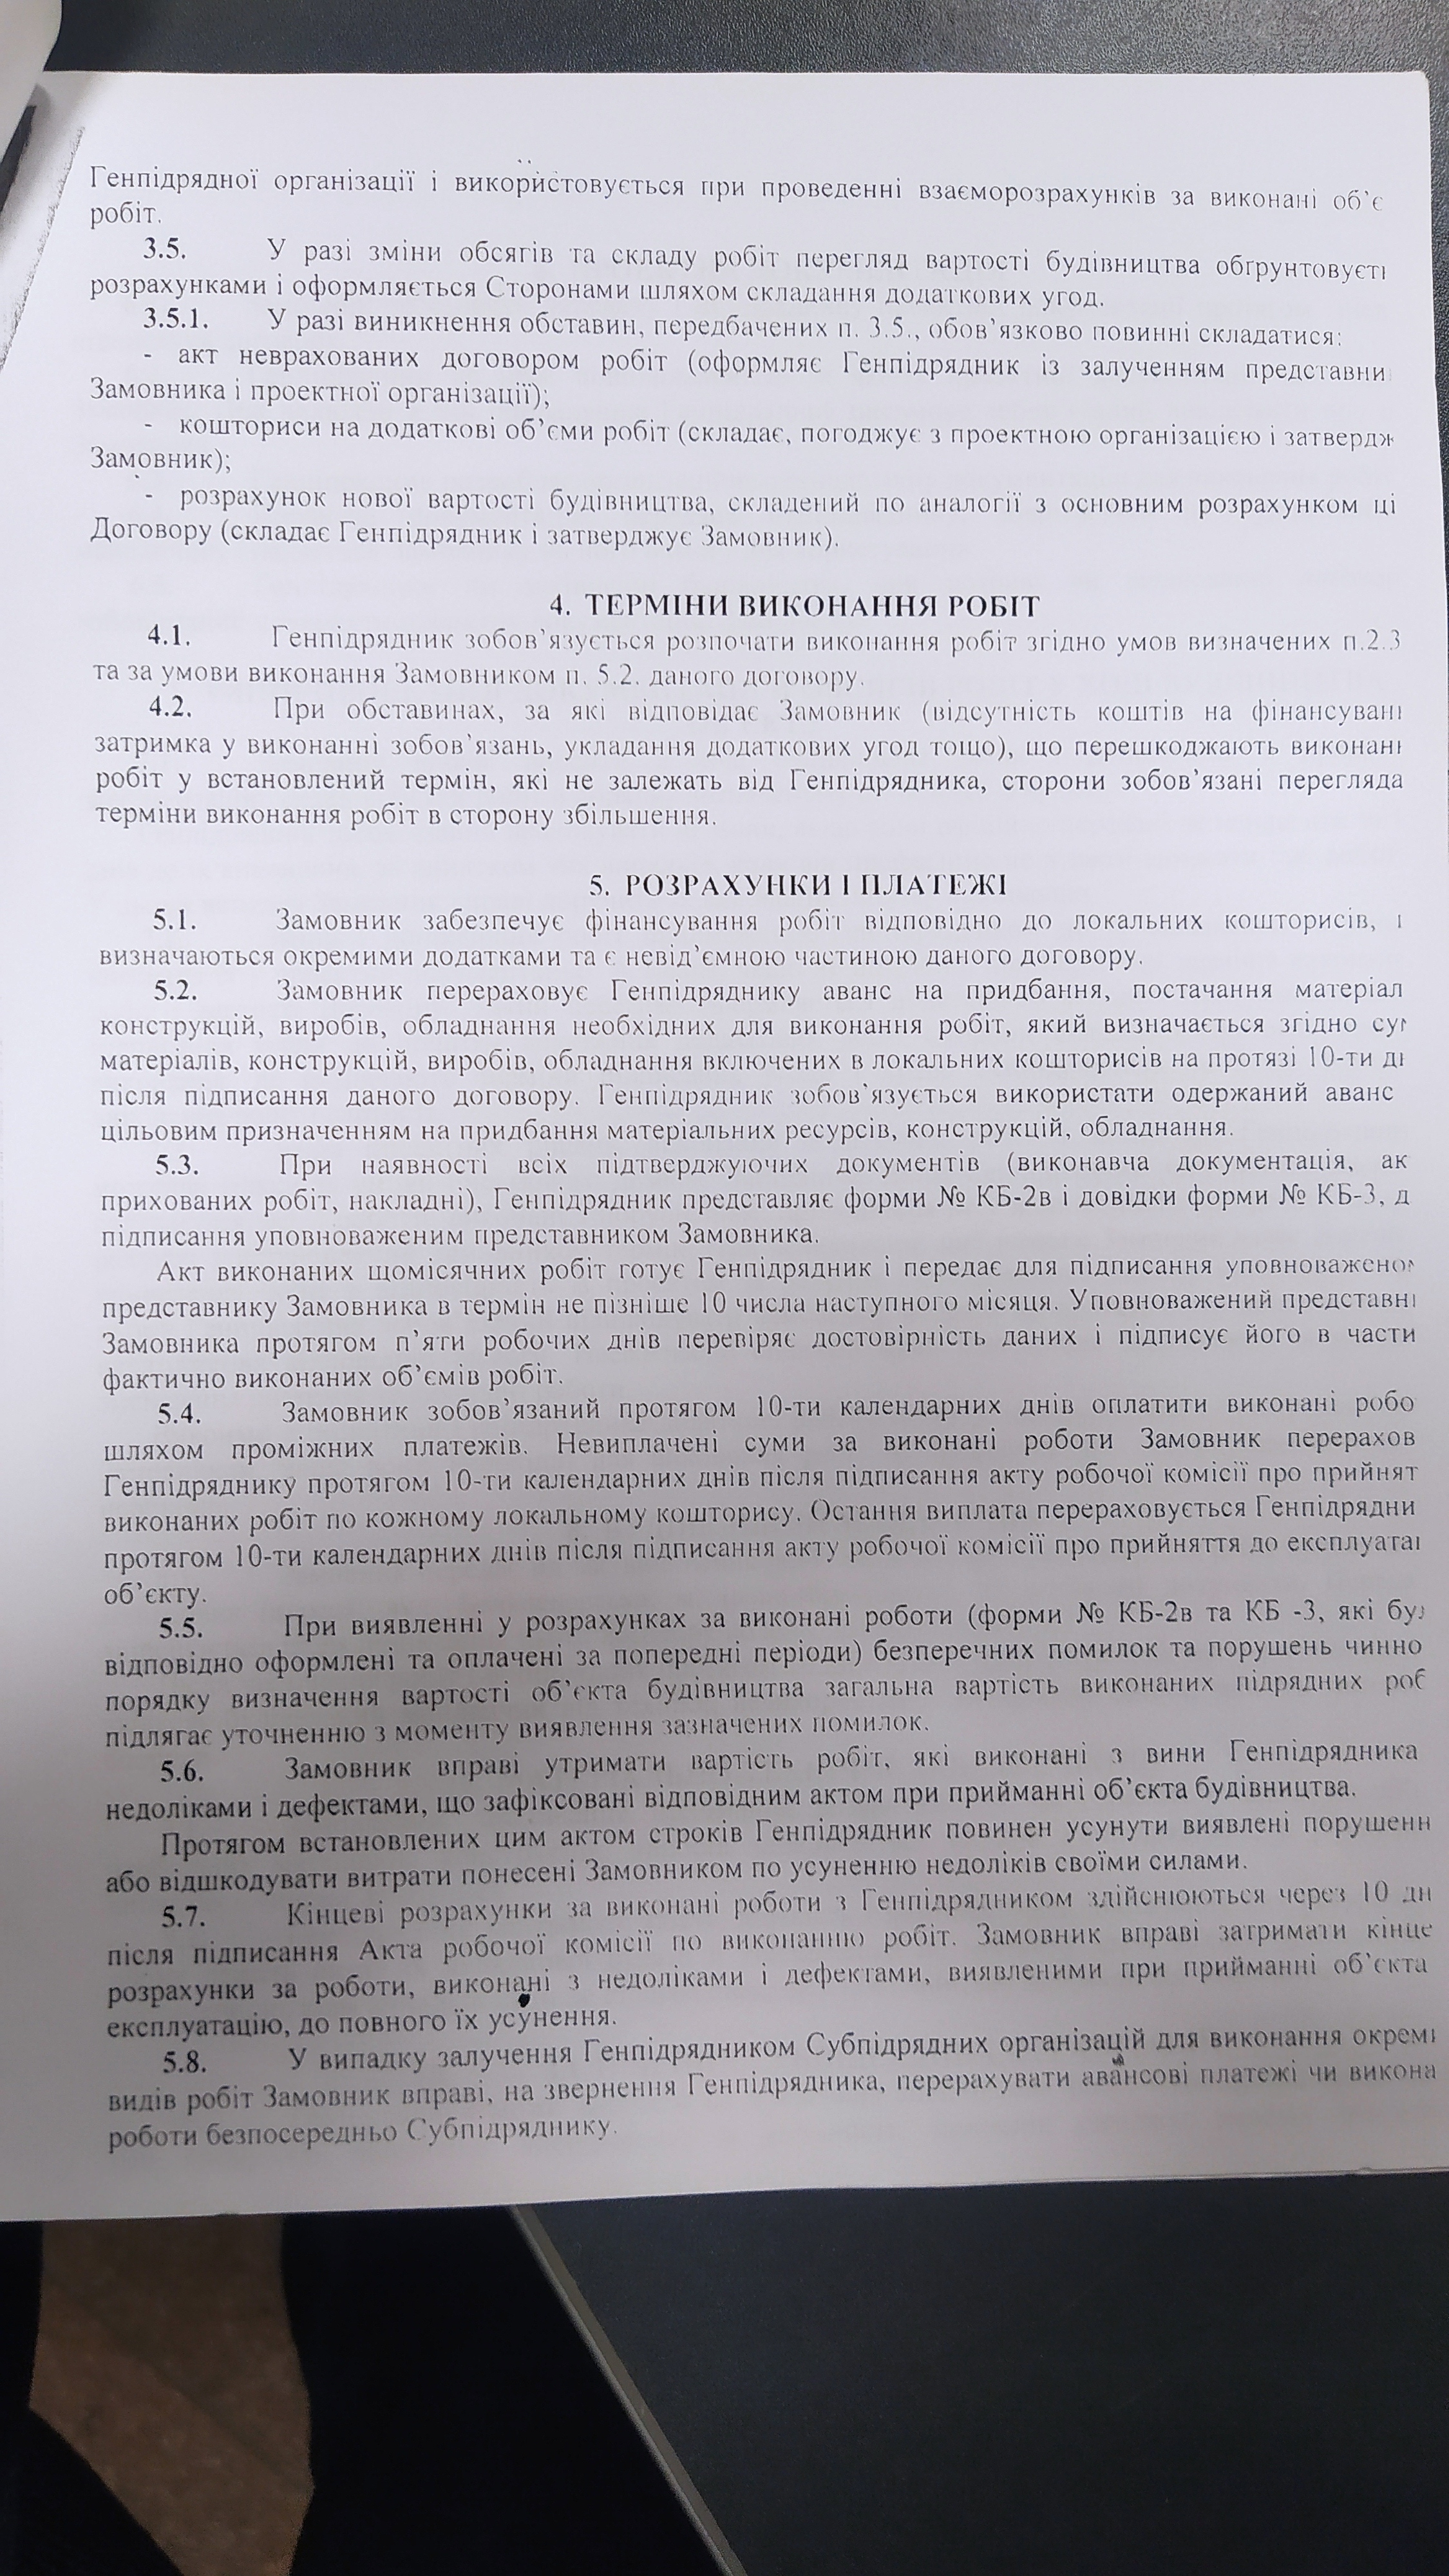 Генпідрядної організації і використовується при проведенні взаєморозрахунків за виконані об'є
робіт.
3.5. У разі зміни обсягів та складу робіт перегляд вартості будівництва обґрунтовуєті
розрахунками і оформляється Сторонами шляхом складання додаткових угод.
3.5.1. У разі виникнення обставин, передбачених п. 3.5., обов'язково повинні складатися:
- акт неврахованих договором робіт (оформляє Генпідрядник із залученням представни
Замовника і проектної організації);
- кошториси на додаткові об'єми робіт (складає, погоджує з проектною організацією і затвердж
Замовник);
- розрахунок нової вартості будівництва, складений по аналогії з основним розрахунком ці
Договору (складає Генпідрядник і затверджує Замовник).
4. ТЕРМІНИ ВИКОНАННЯ РОБІТ
4.1. Генпідрядник зобов'язується розпочати виконання робіт згідно умов визначених п.2.3
та за умови виконання Замовником п. 5.2. даного договору.
4.2. При обставинах, за які відповідає Замовник (відсутність коштів на фінансувані
затримка у виконанні зобов'язань, укладання додаткових угод тощо), що перешкоджають виконані
робіт у встановлений термін, які не залежать від Генпідрядника, сторони зобов'язані перегляда
терміни виконання робіт в сторону збільшення.
5. РОЗРАХУНКИ І ПЛАТЕЖІ
5.1. Замовник забезпечує фінансування робіт відповідно до локальних кошторисів, і
визначаються окремими додатками та є невід'ємною частиною даного договору.
5.2. Замовник перераховує Генпідряднику аванс на придбання, постачання матеріал
конструкцій, виробів, обладнання необхідних для виконання робіт, який визначається згідно су
матеріалів, конструкцій, виробів, обладнання включених в локальних кошторисів на протязі 10-ти д
після підписання даного договору. Генпідрядник зобов'язується використати одержаний аванс
цільовим призначенням на придбання матеріальних ресурсів, конструкцій, обладнання.
5.3. При наявності всіх підтверджуючих документів (виконавча документація, ак
прихованих робіт, накладні), Генпідрядник представляє форми № КБ-2в і довідки форми № КБ-3, д
підписання уповноваженим представником Замовника.
Акт виконаних щомісячних робіт готує Генпідрядник і передає для підписання уповноважено
представнику Замовника в термін не пізніше 10 числа наступного місяця. Уповноважений представні
Замовника протягом п'яти робочих днів перевіряє достовірність даних і підписує його в части
фактично виконаних об'ємів робіт.
5.4. Замовник зобов'язаний протягом 10-ти календарних днів оплатити виконані робо
шляхом проміжних платежів. Невиплачені суми за виконані роботи Замовник перерахов
Генпідряднику протягом 10-ти календарних днів після підписання акту робочої комісії про прийнят
виконаних робіт по кожному локальному кошторису. Остання виплата перераховується Генпідрядни
протягом 10-ти календарних днів після підписання акту робочої комісії про прийняття до експлуата
об'єкту.
5.5. При виявленні у розрахунках за виконані роботи (форми № КБ-2в та КБ -3, які бу
відповідно оформлені та оплачені за попередні періоди) безперечних помилок та порушень чинно
порядку визначення вартості об'єкта будівництва загальна вартість виконаних підрядних роб
підлягає уточненню з моменту виявлення зазначених помилок.
5.6. Замовник вправі утримати вартість робіт, які виконані з вини Генпідрядника
недоліками і дефектами, що зафіксовані відповідним актом при прийманні об'єкта будівництва.
Протягом встановлених цим актом строків Генпідрядник повинен усунути виявлені порушенн
або відшкодувати витрати понесені Замовником по усуненню недоліків своїми силами.
5.7. Кінцеві розрахунки за виконані роботи з Генпідрядником здійснюються через 10 дн
після підписання Акта робочої комісії по виконанню робіт. Замовник вправі затримати кінце
розрахунки за роботи, виконані з недоліками і дефектами, виявленими при прийманні об'єкта
експлуатацію, до повного їх усунення.
5.8. У випадку залучення Генпідрядником Субпідрядних організацій для виконання окреми
видів робіт Замовник вправі, на звернення Генпідрядника, перерахувати авансові платежі чи викона
роботи безпосередньо Субпідряднику.